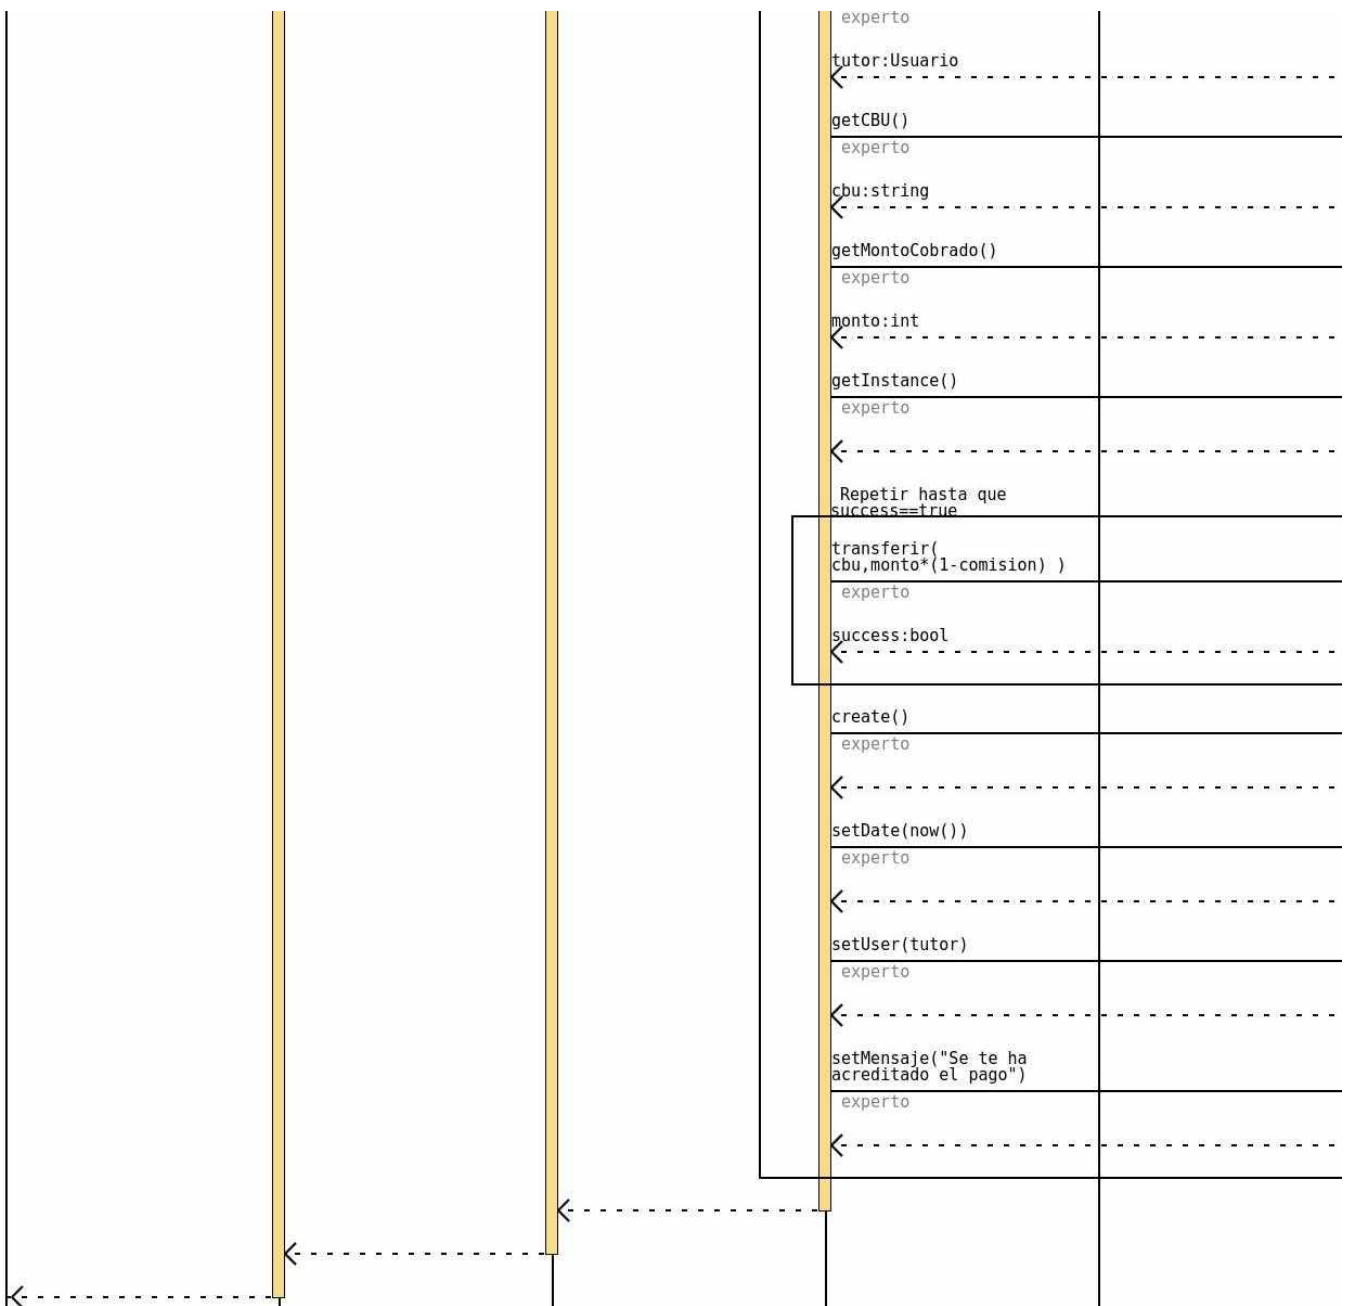 experto
tutor:Usuario
getCBU()
experto
cbu:string
getMontoCobrado()
experto
monto:int
getInstance()
experto
Repetir hasta que
success==true
transferir(
cbu,monto*(1-comision) )
experto
success:bool
create()
experto
setDate(now())
experto
setUser(tutor)
experto
setMensaje("Se te ha
acreditado el pago")
experto